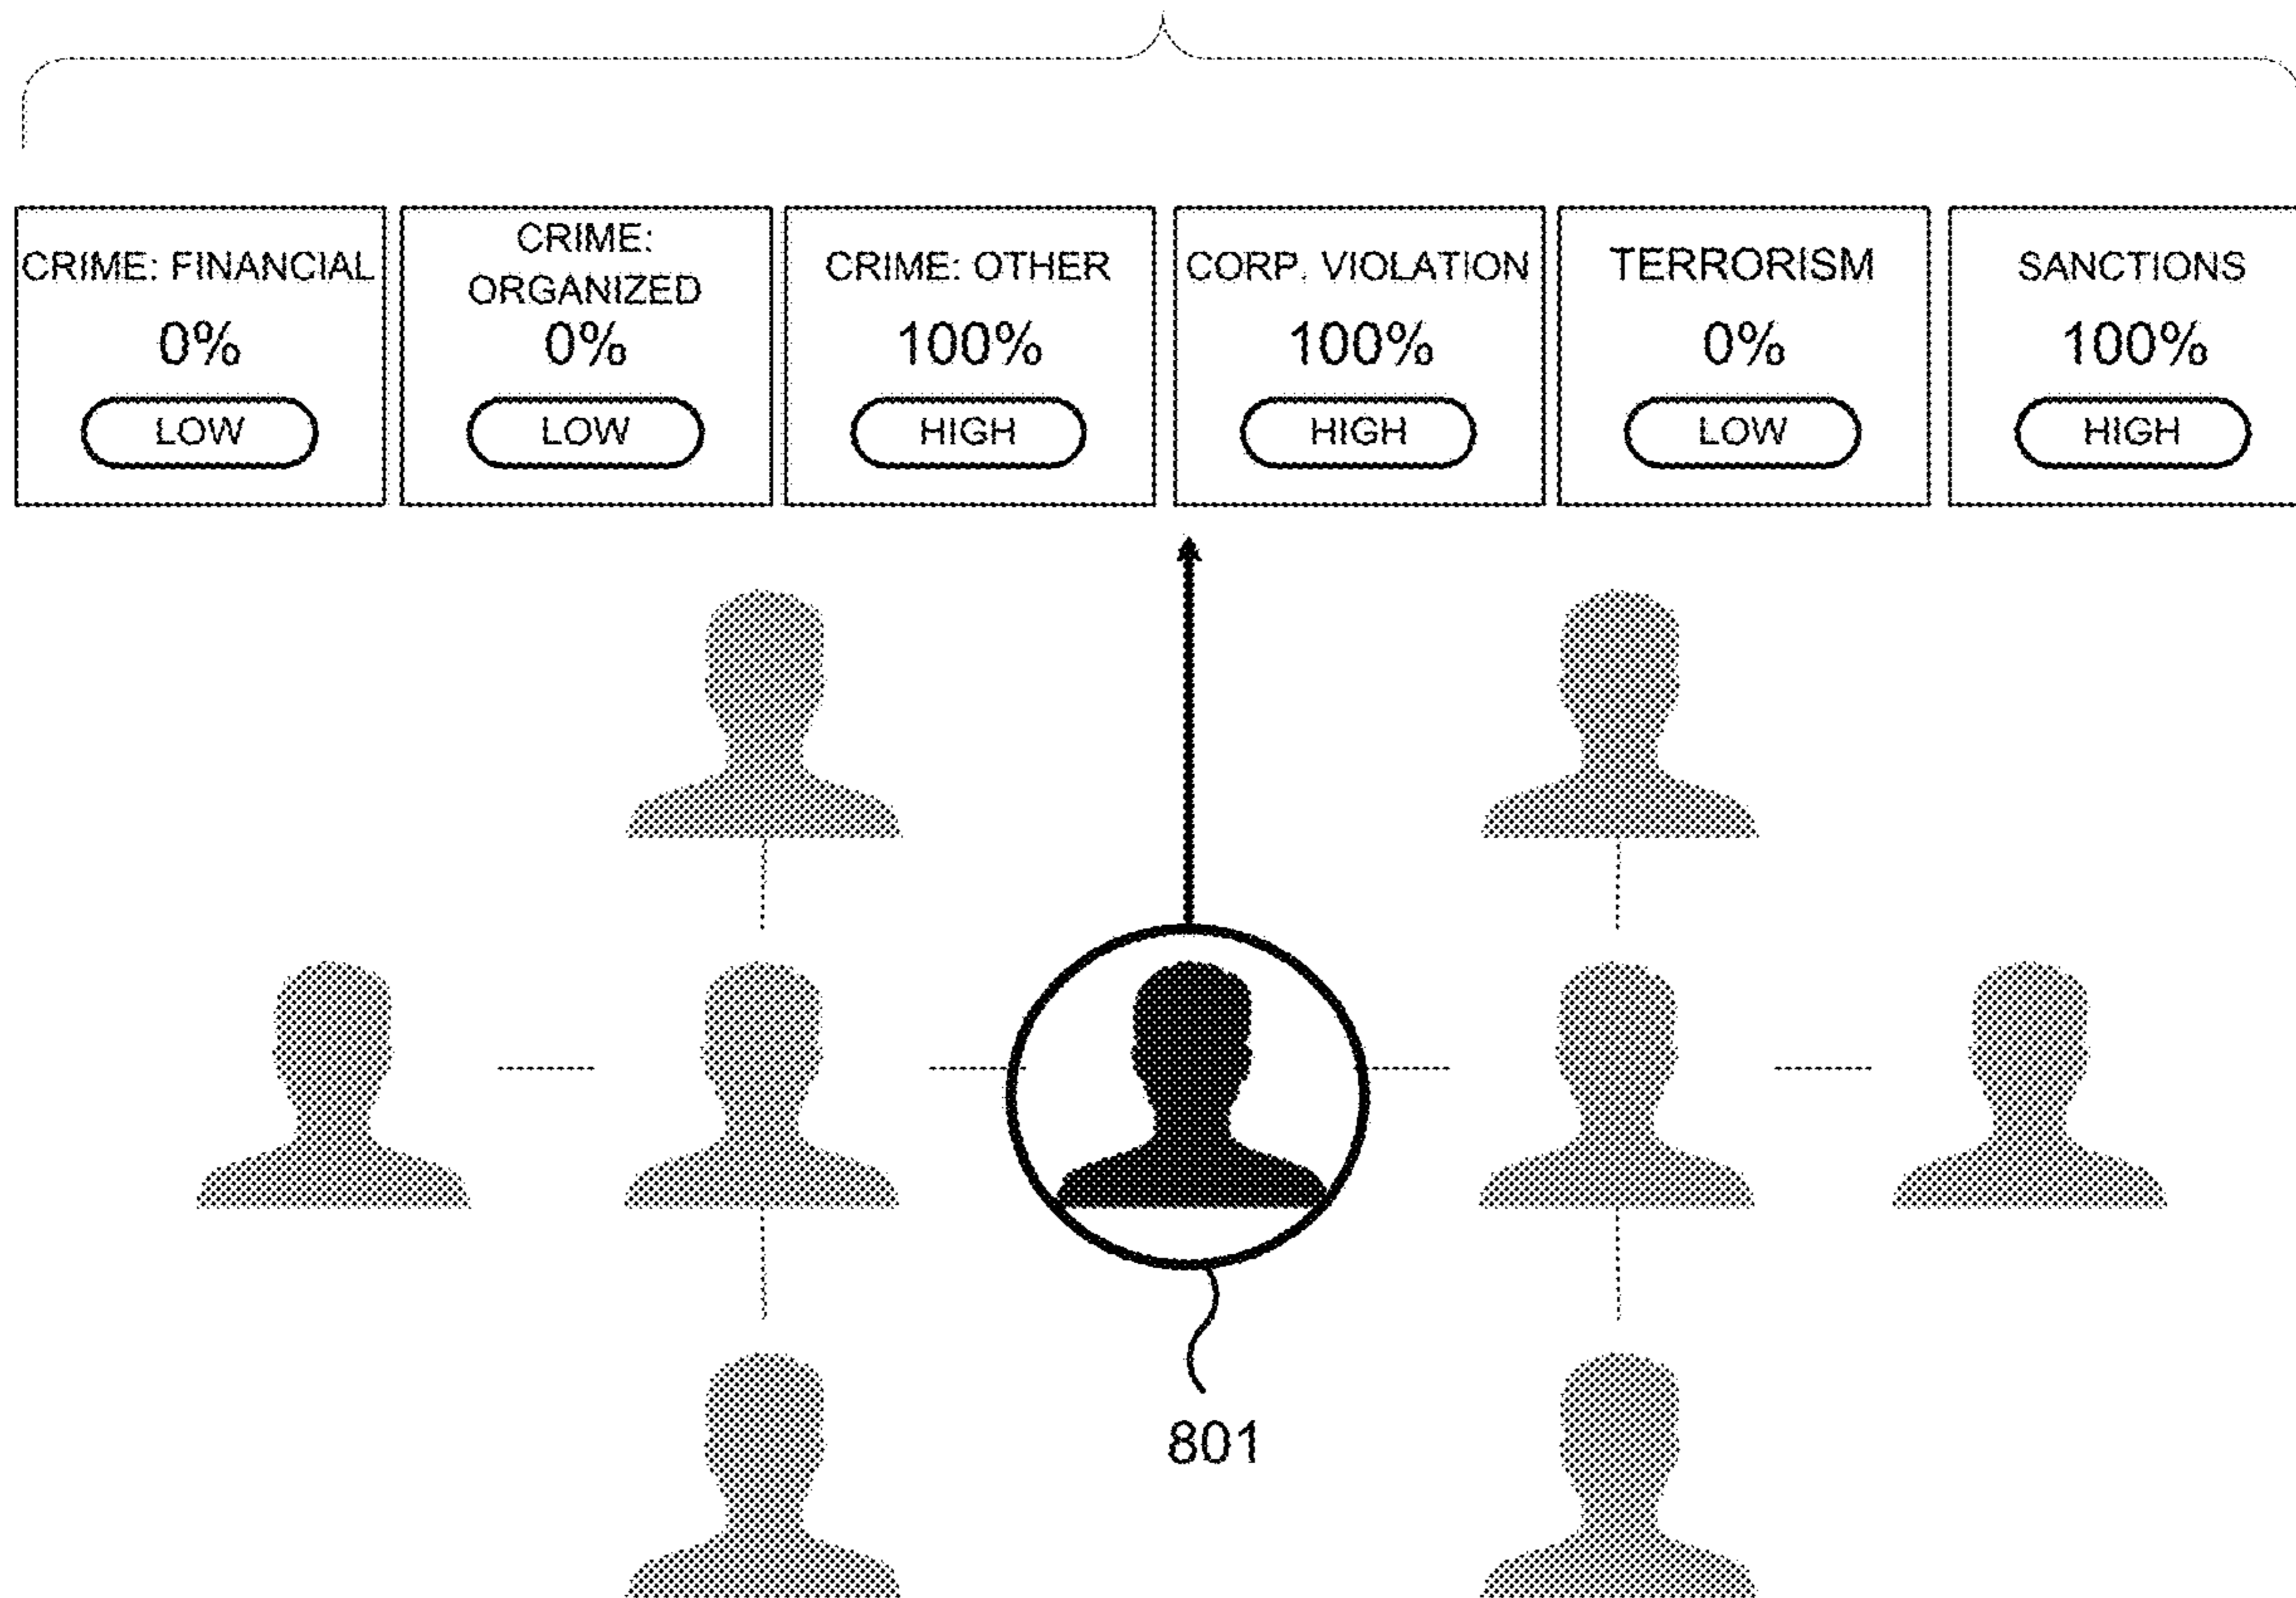 CRIME: FINANCIAL
0%
LOW
CRIME:
ORGANIZED
0%
LOW
CRIME: OTHER
100%
HIGH
CORP. VIOLATION
100%
HIGH
TERRORISM
0%
LOW
SANCTIONS
100%
HIGH
801